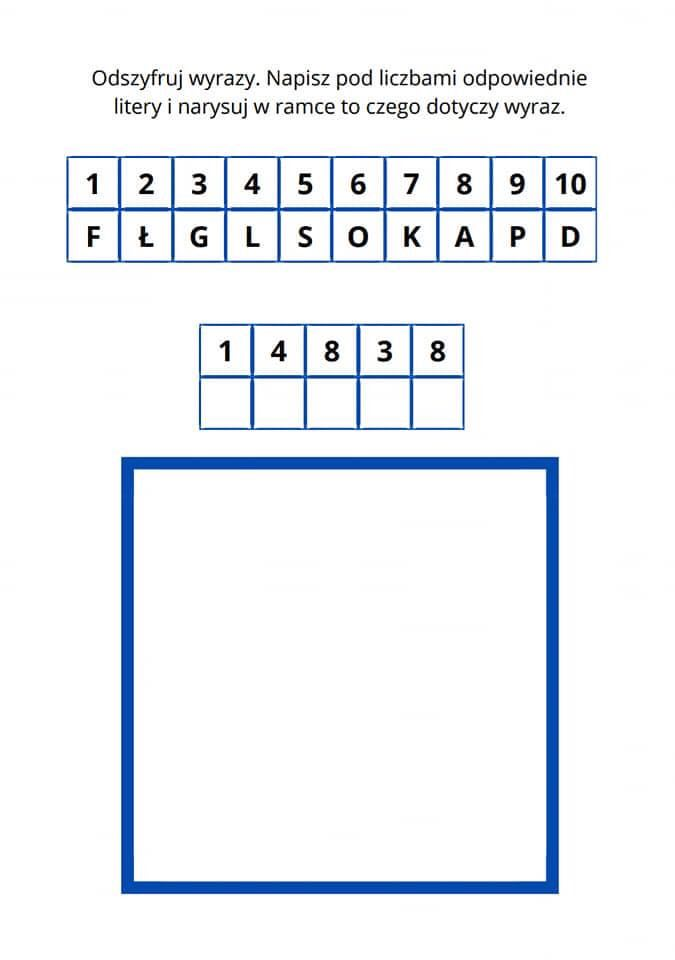 Odszyfruj wyrazy. Napisz pod liczbami odpowiednie
litery i narysuj w ramce to czego dotyczy wyraz.
1 2 3 4 5 6 7 8 9 10
F Ł G L S O K A P D
1 4 8 3 8